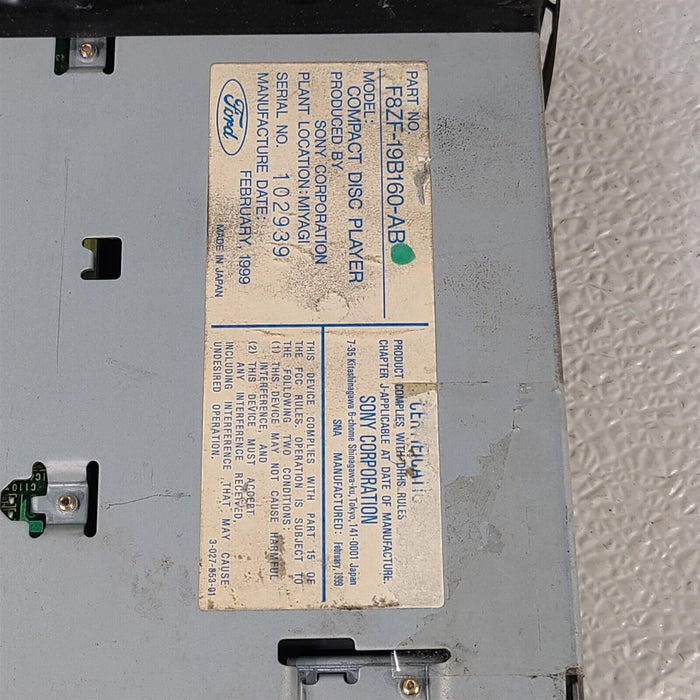 PART NO.
F8ZF-19B160-AB
MODEL:
COMPACT DISC PLAYER
PRODUCED BY
SONY CORPORATION
PLANT LOCATION:MIYAGI
SERIAL NO. 102939
MANUFACTURE DATE:
FEBRUARY, 1999
Ford
MADE IN JAPAN
PRODUCT COMPLIES WITH DHHS RULES
CHAPTER J-APPLICABLE AT DATE OF MANUFACTURE.
SONY CORPORATION
7-35 Kitashinagawa 6-chome Shinagawa-ku, Tokyo, 141-0001 Japan
SNA MANUFACTURED: February, 1999
THIS DEVICE COMPLIES WITH PART 15 OF
THE FCC RULES. OPERATION IS SUBJECT TO
THE FOLLOWING TWO CONDITIONS:
(1) THIS DEVICE MAY NOT CAUSE HARMFUL
INTERFERENCE, AND
(2) THIS DEVICE MUST ACCEPT
ANY INTERFERENCE RECEIVED,
INCLUDING INTERFERENCE THAT MAY CAUSE
UNDESIRED OPERATION.
3-027-853-01
C110